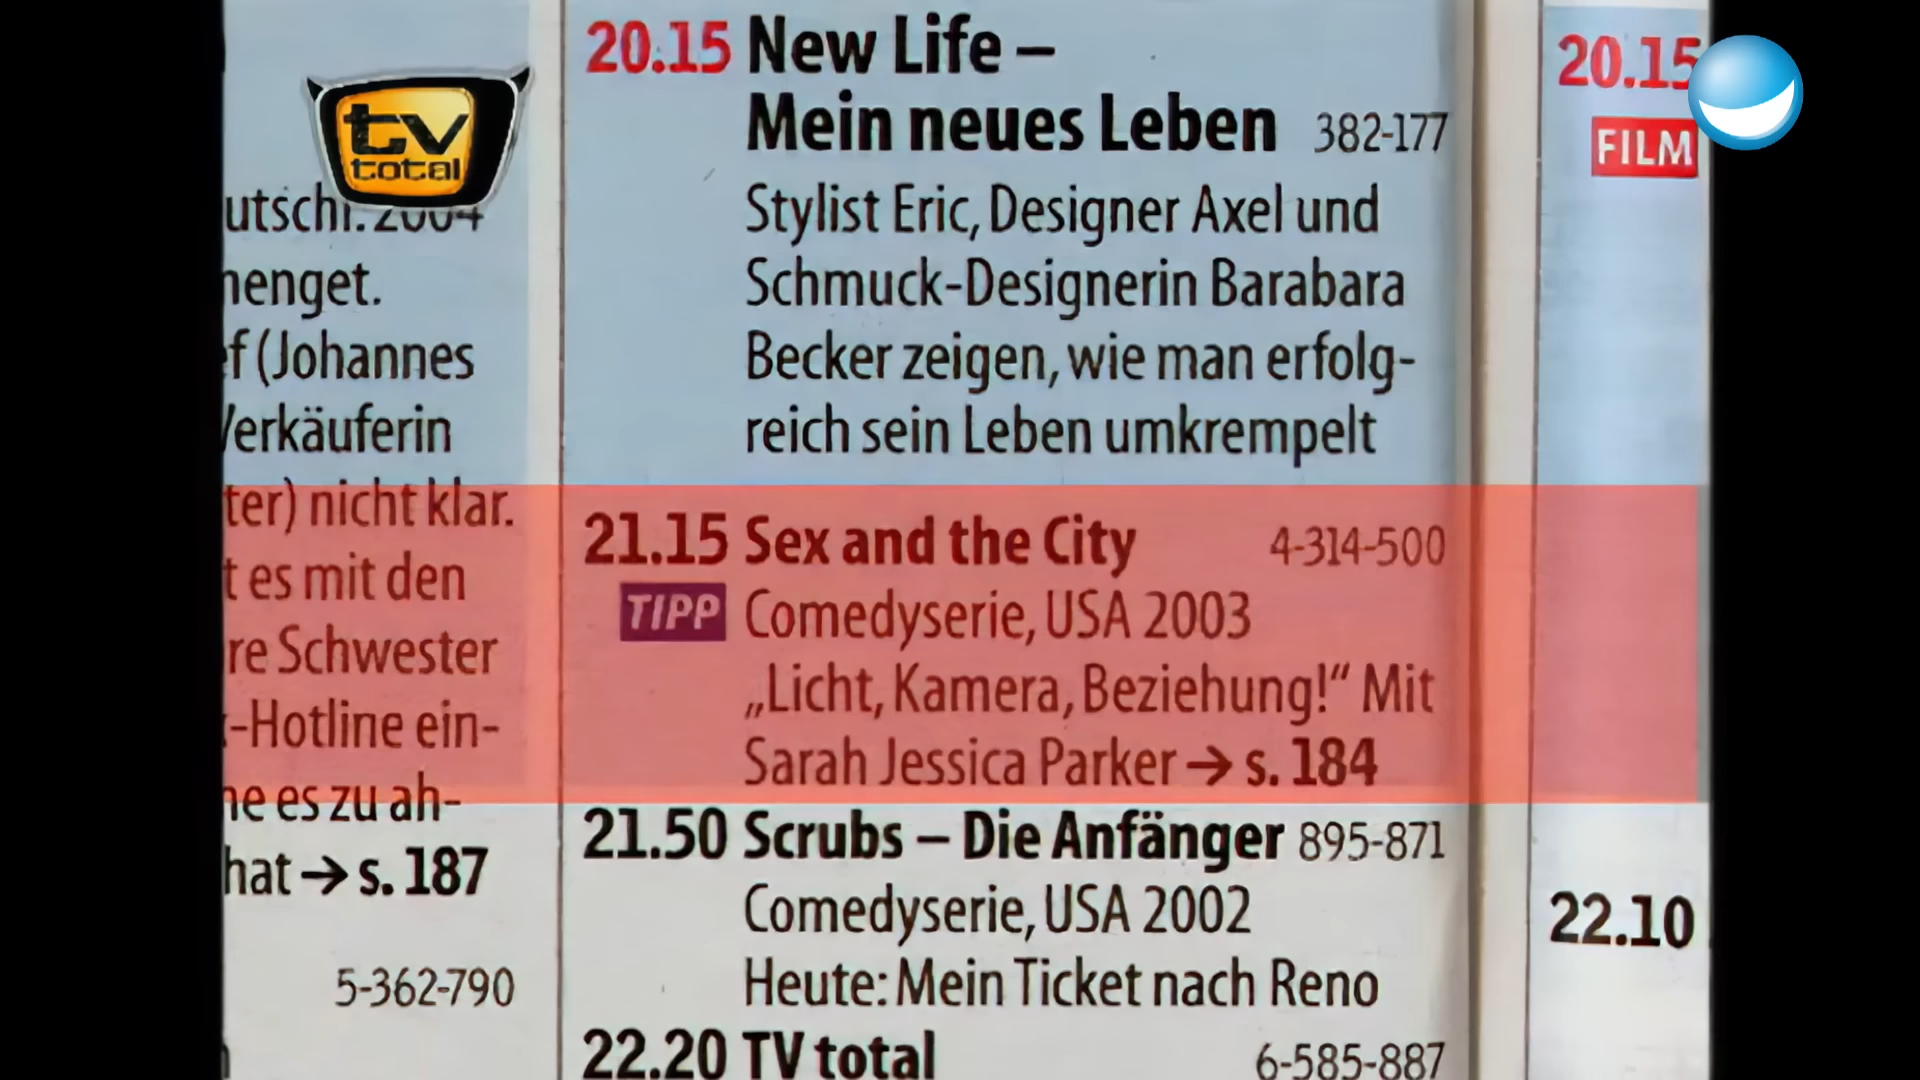 tv
total
utschl. 2004
menget.
f (Johannes
Verkäuferin
ter) nicht klar.
t es mit den
re Schwester
-Hotline ein-
ne es zu ah-
hat → s. 187
5-362-790
20.15 New Life –
Mein neues Leben 382-177
Stylist Eric, Designer Axel und
Schmuck-Designerin Barabara
Becker zeigen, wie man erfolg-
reich sein Leben umkrempelt
21.15 Sex and the City 4-314-500
TIPP Comedyserie, USA 2003
„Licht, Kamera, Beziehung!“ Mit
Sarah Jessica Parker → s. 184
21.50 Scrubs – Die Anfänger 895-871
Comedyserie, USA 2002
Heute: Mein Ticket nach Reno
22.20 TV total 6-585-887
20.15
FILM
22.10